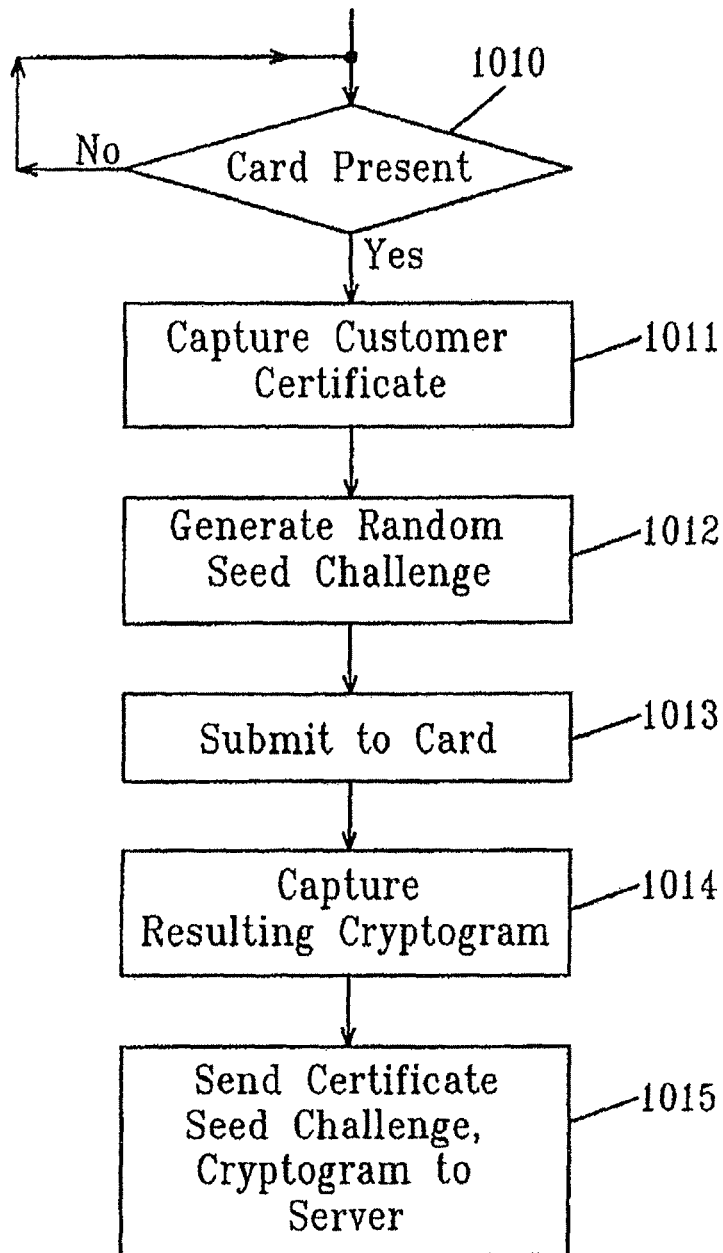 1010
Card Present
No
Yes
Capture Customer
Certificate
1011
Generate Random
Seed Challenge
1012
Submit to Card
1013
Capture
Resulting Cryptogram
1014
Send Certificate
Seed Challenge,
Cryptogram to
Server
1015